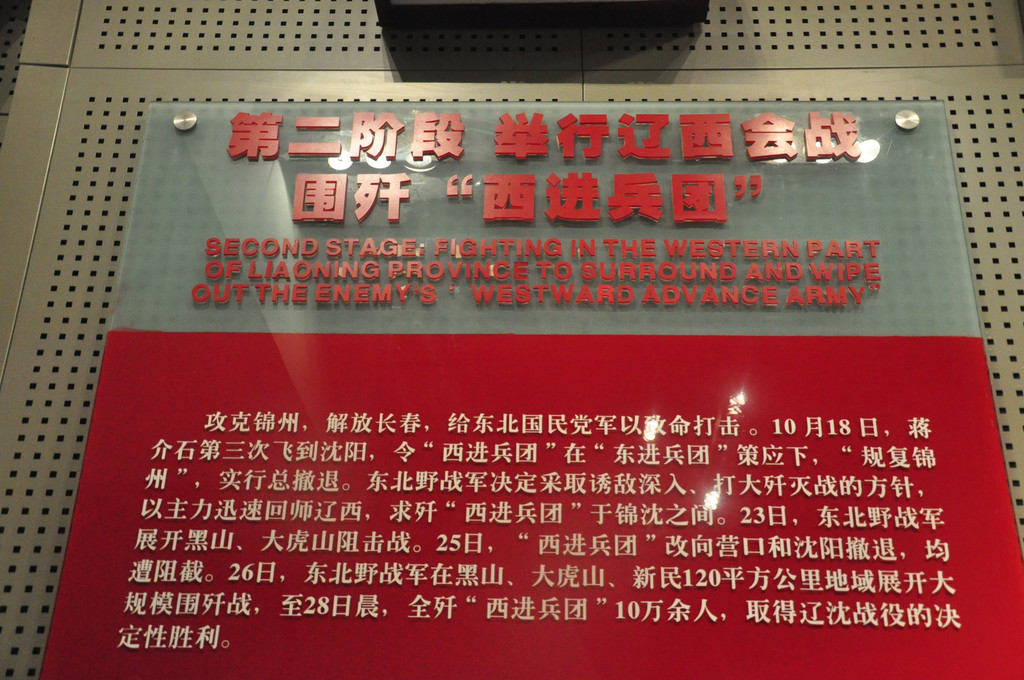 第二阶段 举行辽西会战
围歼“西进兵团”
SECOND STAGE: FIGHTING IN THE WESTERN PART
OF LIAONING PROVINCE TO SURROUND AND WIPE
OUT THE ENEMY'S “ WESTWARD ADVANCE ARMY”
攻克锦州，解放长春，给东北国民党军以致命打击。10月18日，蒋
介石第三次飞到沈阳，令“西进兵团”在“东进兵团”策应下，“规复锦
州”，实行总撤退。东北野战军决定采取诱敌深入、打大歼灭战的方针，
以主力迅速回师辽西，求歼“西进兵团”于锦沈之间。23日，东北野战军
展开黑山、大虎山阻击战。25日，“西进兵团”改向营口和沈阳撤退，均
遭阻截。26日，东北野战军在黑山、大虎山、新民120平方公里地域展开大
规模围歼战，至28日晨，全歼“西进兵团”10万余人，取得辽沈战役的决
定性胜利。